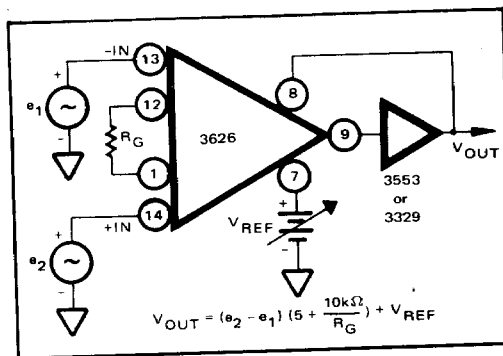 -IN
13
8
+
e1
-
12
RG
3626
9
VOUT
1
3553
or
3329
7
14
+IN
+
e2
-
+
VREF
-
VOUT = (e2 - e1) (5 + 10kΩ/RG) + VREF